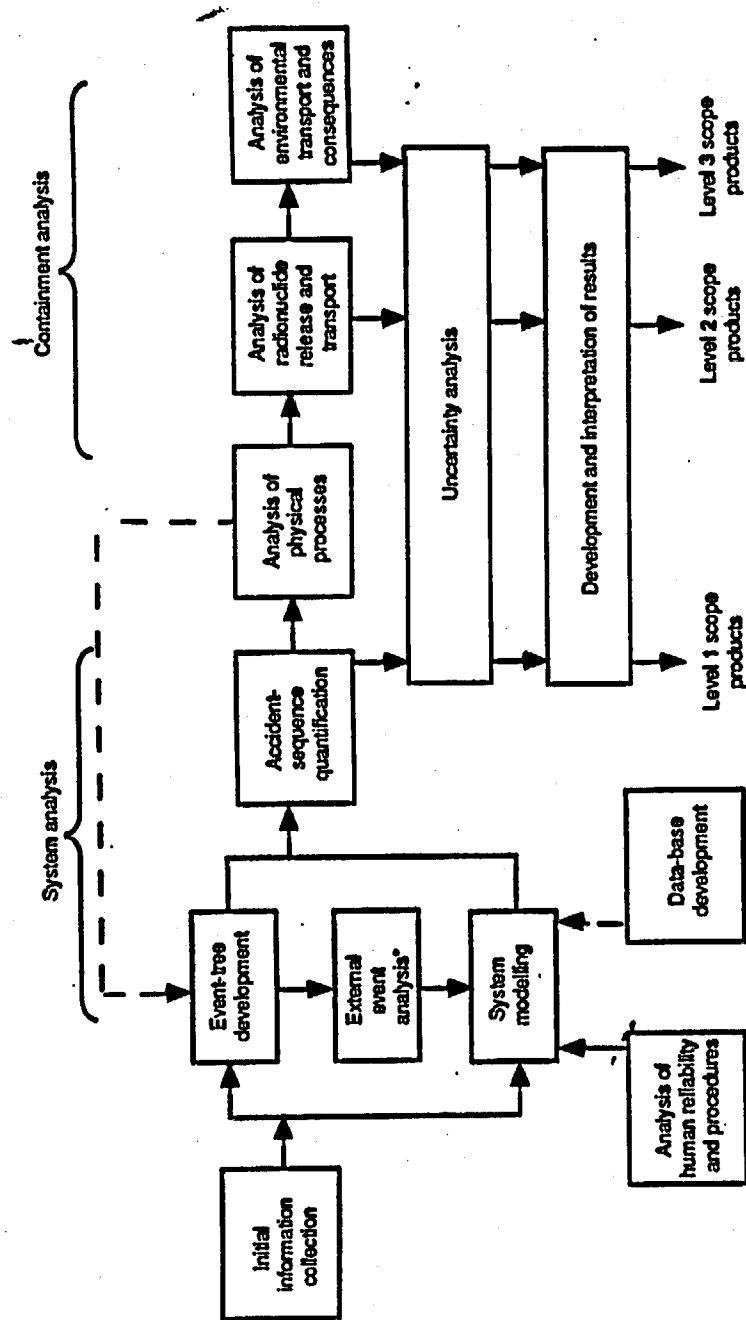 System analysis
Containment analysis
Initial
information
collection
Event-tree
development
External
event
analysis*
System
modelling
Analysis of
human reliability
and procedures
Data-base
development
Accident-
sequence
quantification
Analysis of
physical
processes
Analysis of
radionuclide
release and
transport
Analysis of
environmental
transport and
consequences
Uncertainty analysis
Development and interpretation of results
Level 1 scope
products
Level 2 scope
products
Level 3 scope
products